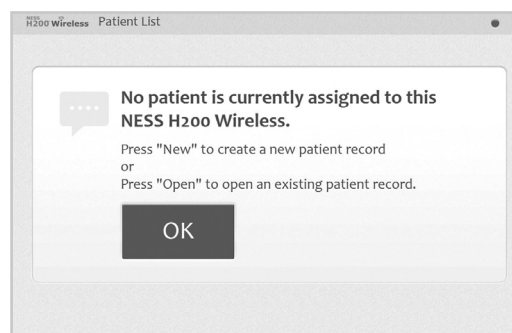 NESS
H200 Wireless Patient List
No patient is currently assigned to this
NESS H200 Wireless.
Press "New" to create a new patient record
or
Press "Open" to open an existing patient record.
OK